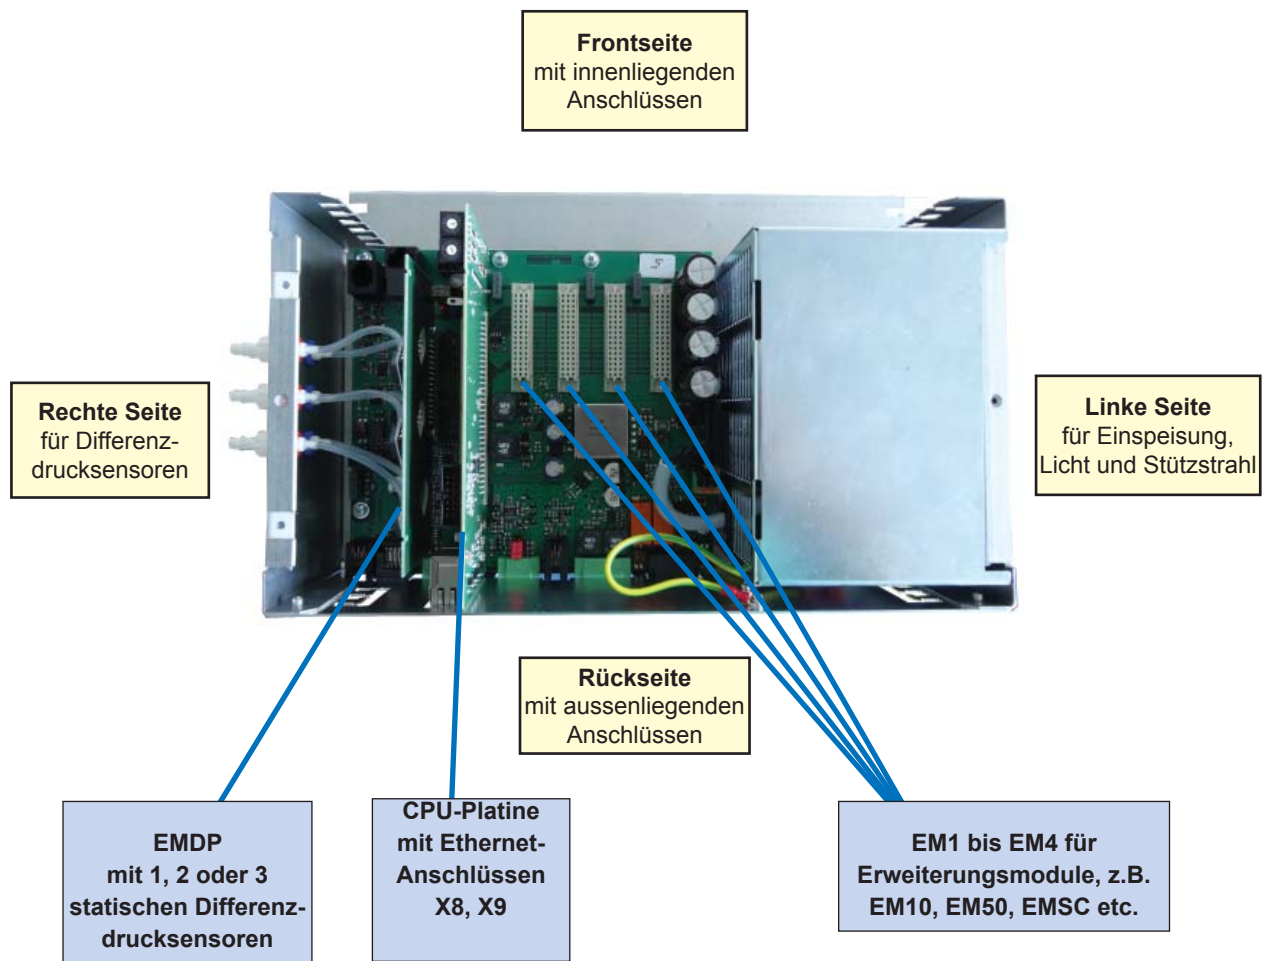 Frontseite
mit innenliegenden
Anschlüssen
Rechte Seite
für Differenz-
drucksensoren
Linke Seite
für Einspeisung,
Licht und Stützstrahl
Rückseite
mit aussenliegenden
Anschlüssen
EMDP
mit 1, 2 oder 3
statischen Differenz-
drucksensoren
CPU-Platine
mit Ethernet-
Anschlüssen
X8, X9
EM1 bis EM4 für
Erweiterungsmodule, z.B.
EM10, EM50, EMSC etc.